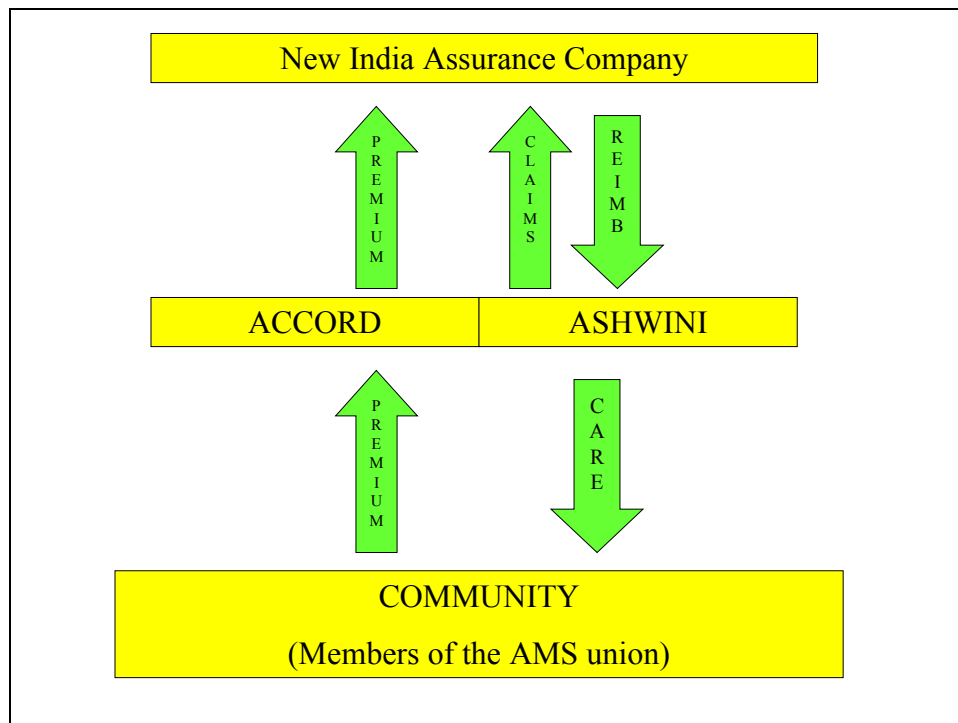 New India Assurance Company
PREMIUM
CLAIMS
REIMB
ACCORD
ASHWINI
PREMIUM
CARE
COMMUNITY
(Members of the AMS union)